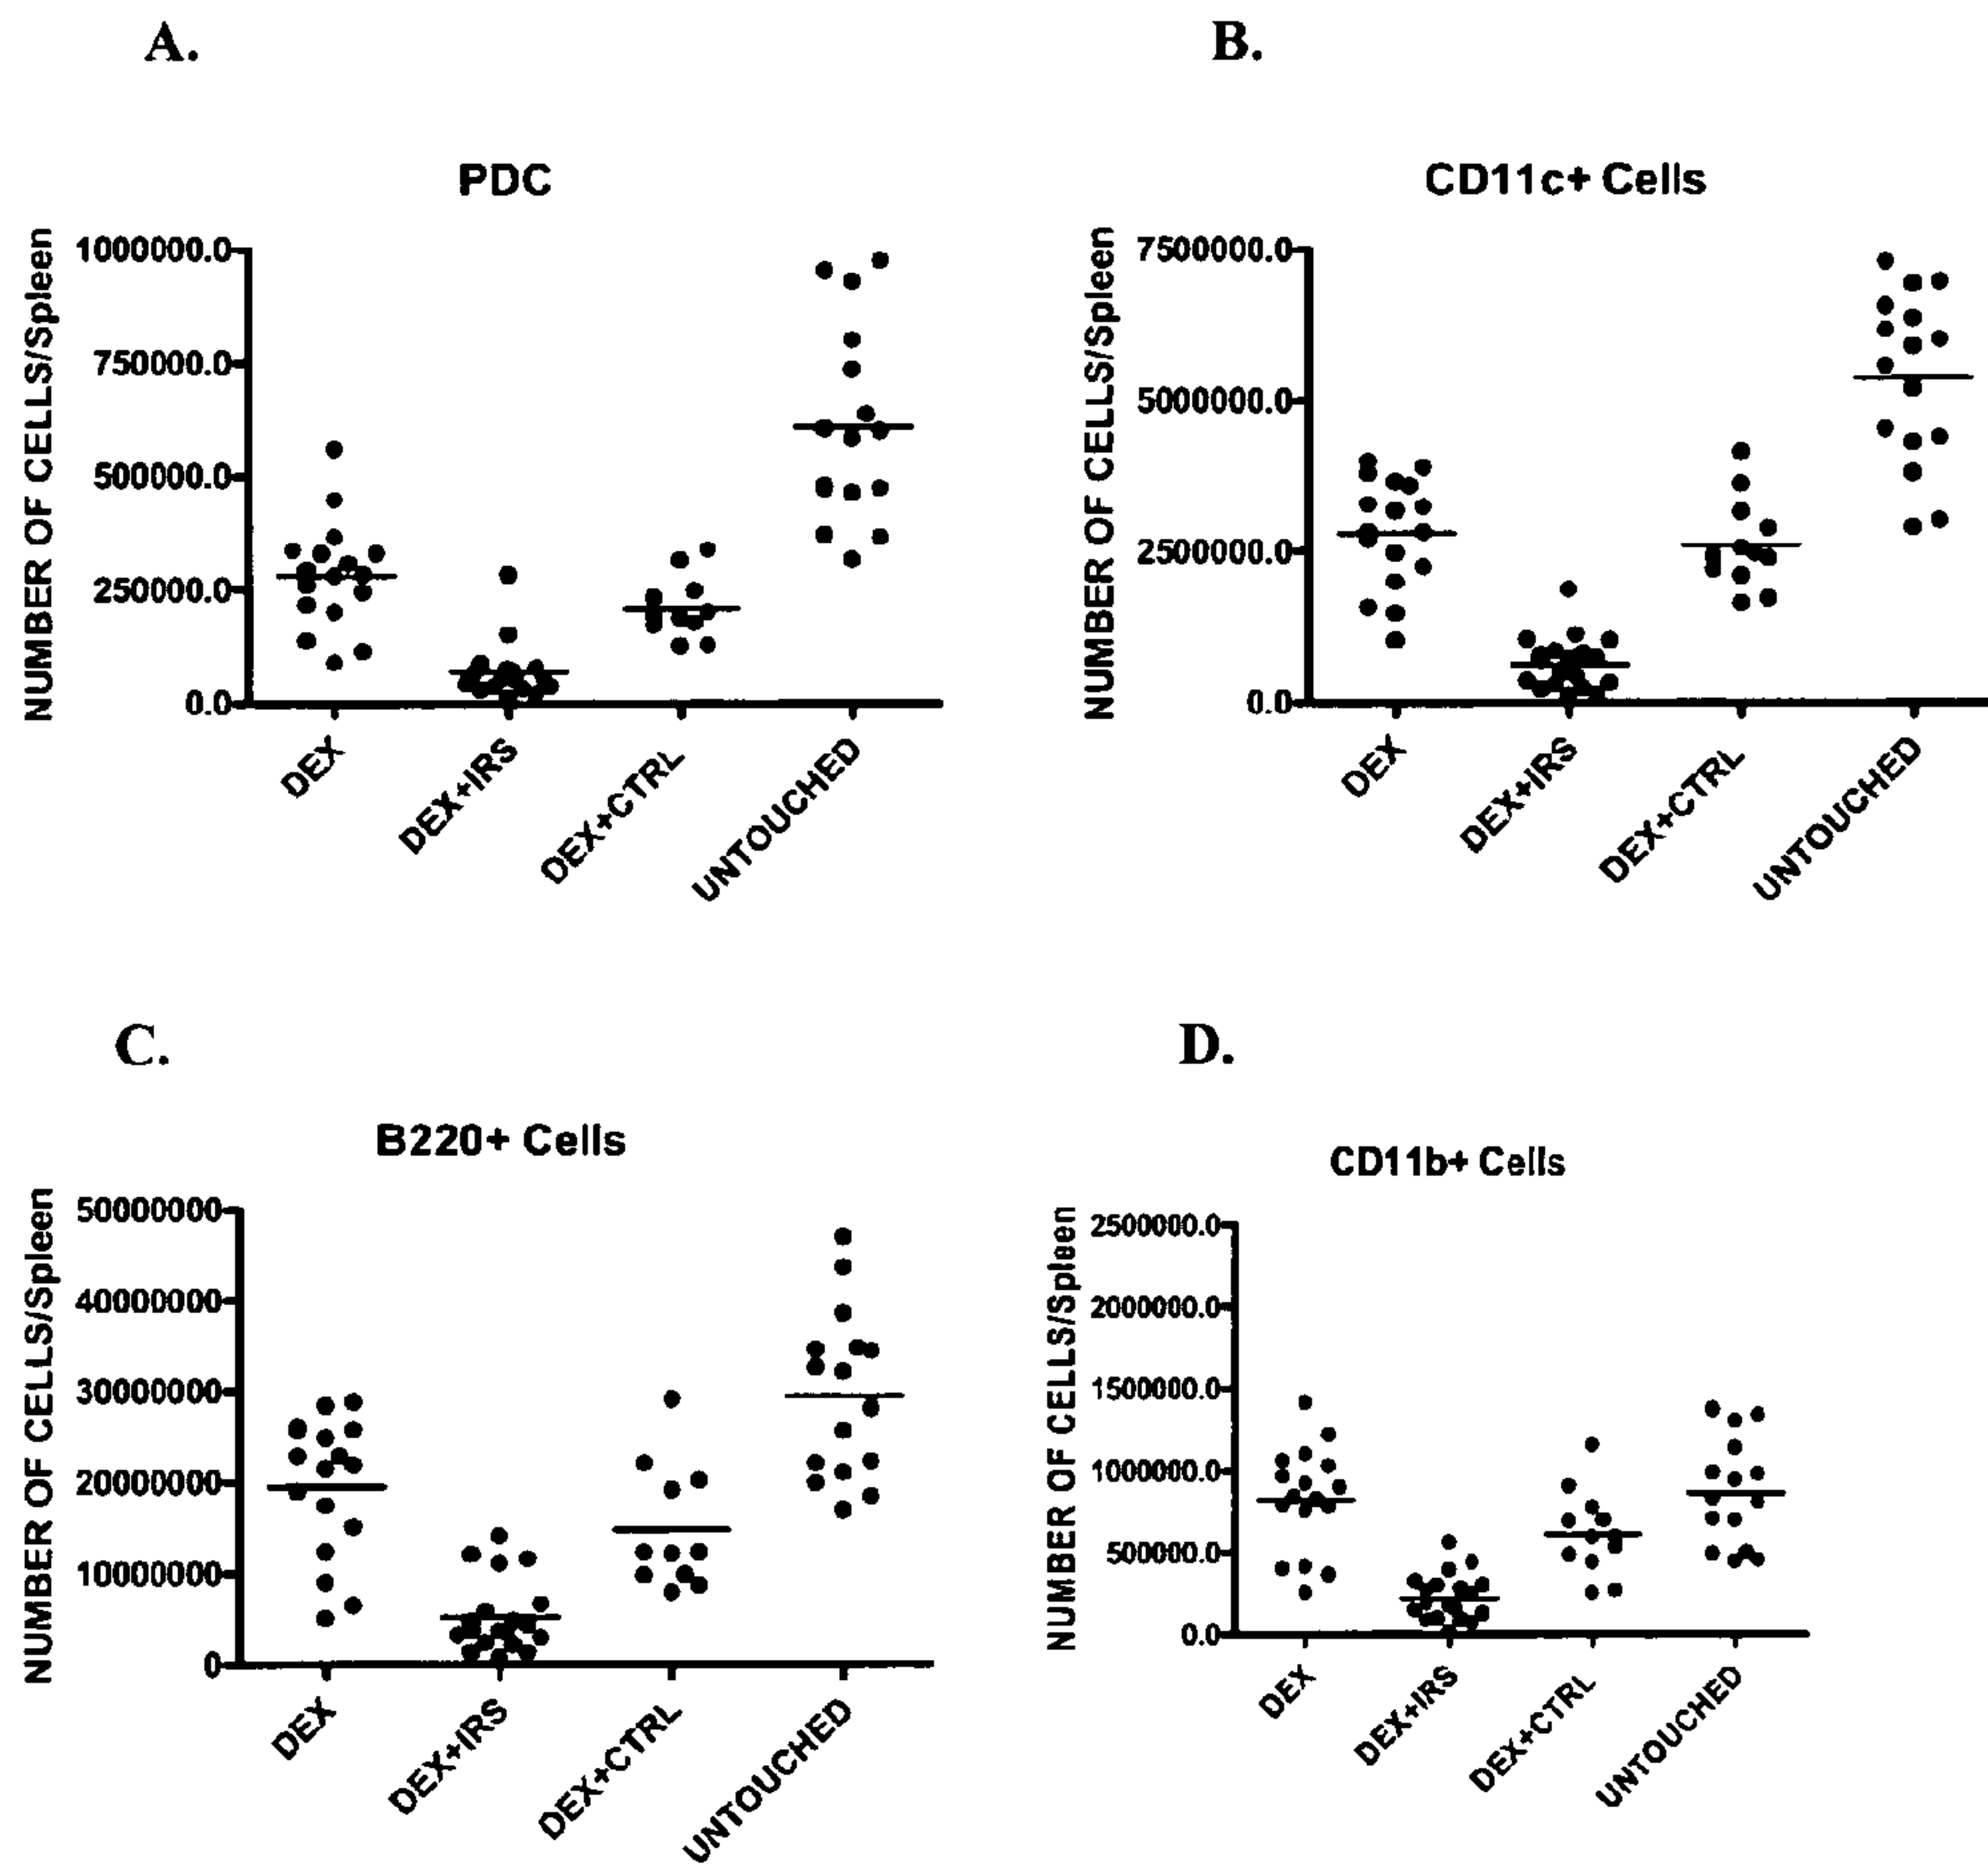 A.
PDC
NUMBER OF CELLS/Spleen
1000000.0
750000.0
500000.0
250000.0
0.0
DEX
DEX+IRS
DEX+CTRL
UNTOUCHED
B.
CD11c+ Cells
NUMBER OF CELLS/Spleen
7500000.0
5000000.0
2500000.0
0.0
DEX
DEX+IRS
DEX+CTRL
UNTOUCHED
C.
B220+ Cells
NUMBER OF CELLS/Spleen
50000000
40000000
30000000
20000000
10000000
0
DEX
DEX+IRS
DEX+CTRL
UNTOUCHED
D.
CD11b+ Cells
NUMBER OF CELLS/Spleen
2500000.0
2000000.0
1500000.0
1000000.0
500000.0
0.0
DEX
DEX+IRS
DEX+CTRL
UNTOUCHED